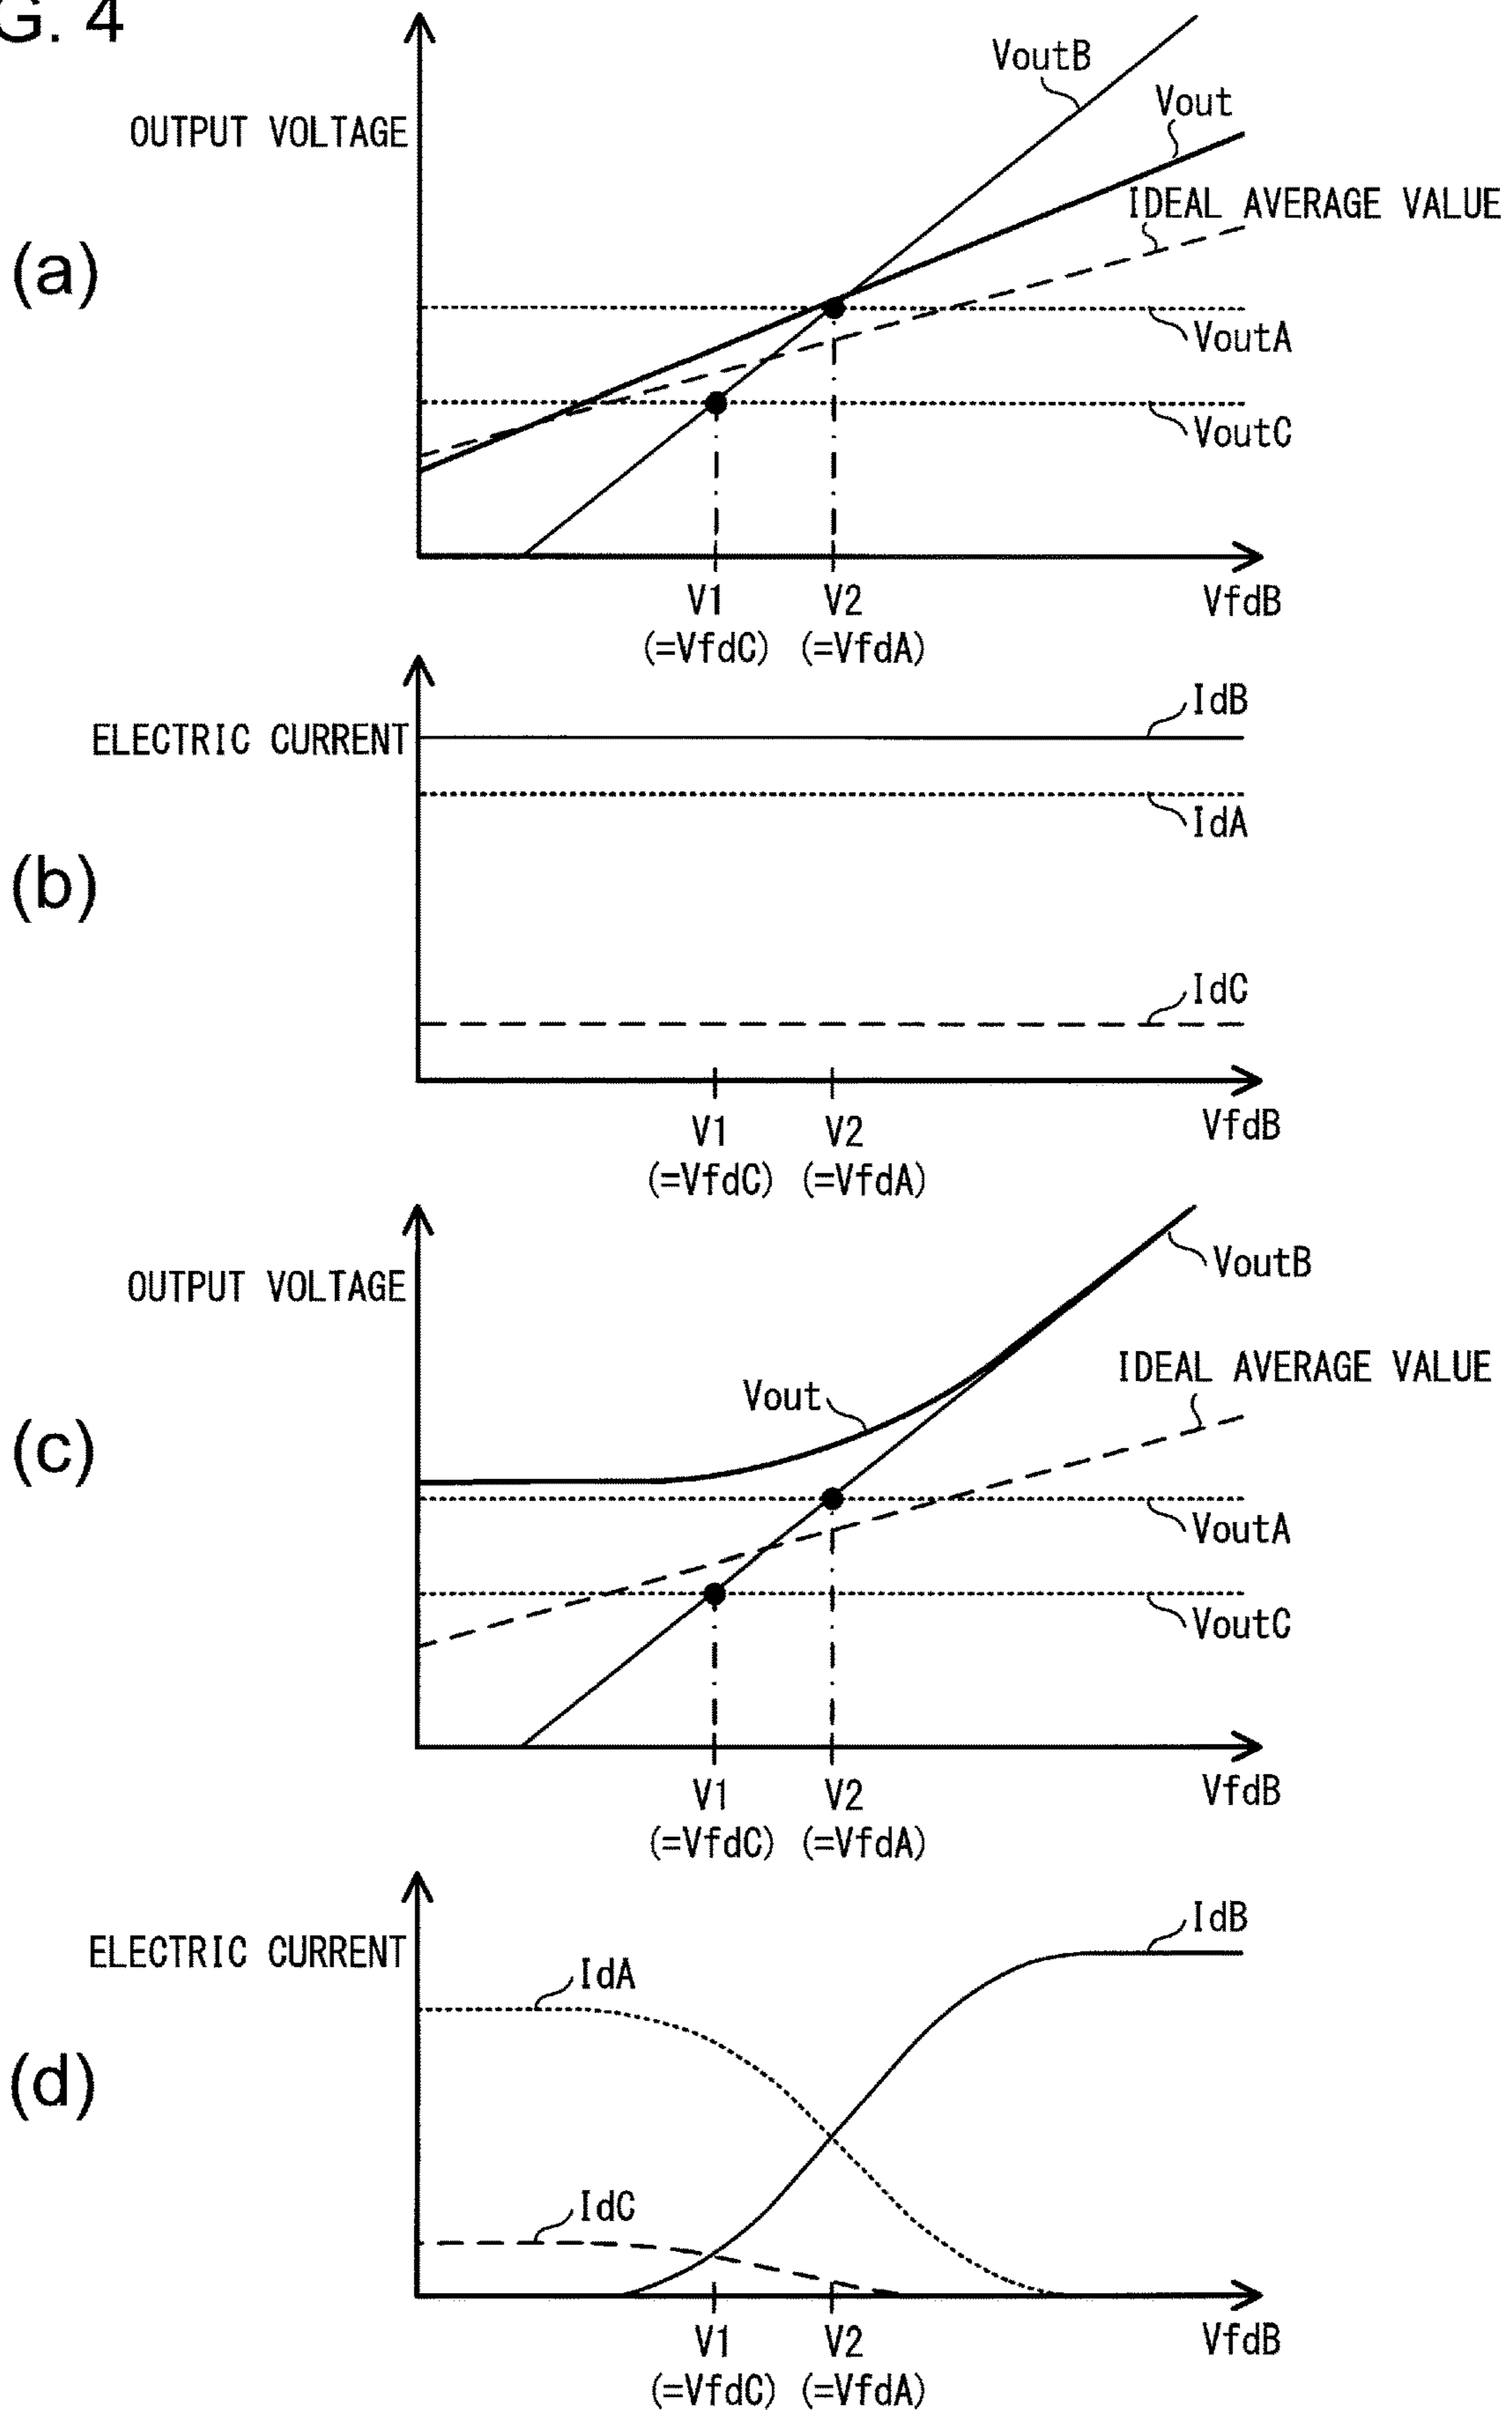 G. 4
(a)
OUTPUT VOLTAGE
VoutB
Vout
IDEAL AVERAGE VALUE
VoutA
VoutC
V1
V2
VfdB
(=VfdC) (=VfdA)
(b)
ELECTRIC CURRENT
IdB
IdA
IdC
V1
V2
VfdB
(=VfdC) (=VfdA)
(c)
OUTPUT VOLTAGE
VoutB
IDEAL AVERAGE VALUE
Vout
VoutA
VoutC
V1
V2
VfdB
(=VfdC) (=VfdA)
(d)
ELECTRIC CURRENT
IdB
IdA
IdC
V1
V2
VfdB
(=VfdC) (=VfdA)